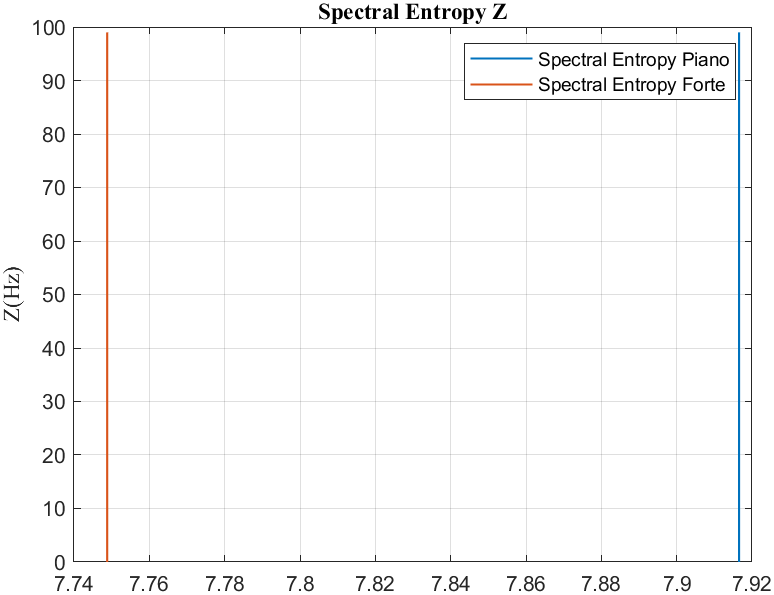 Spectral Entropy Z
Spectral Entropy Piano
Spectral Entropy Forte
Z(Hz)
100
90
80
70
60
50
40
30
20
10
0
7.74 7.76 7.78 7.8 7.82 7.84 7.86 7.88 7.9 7.92